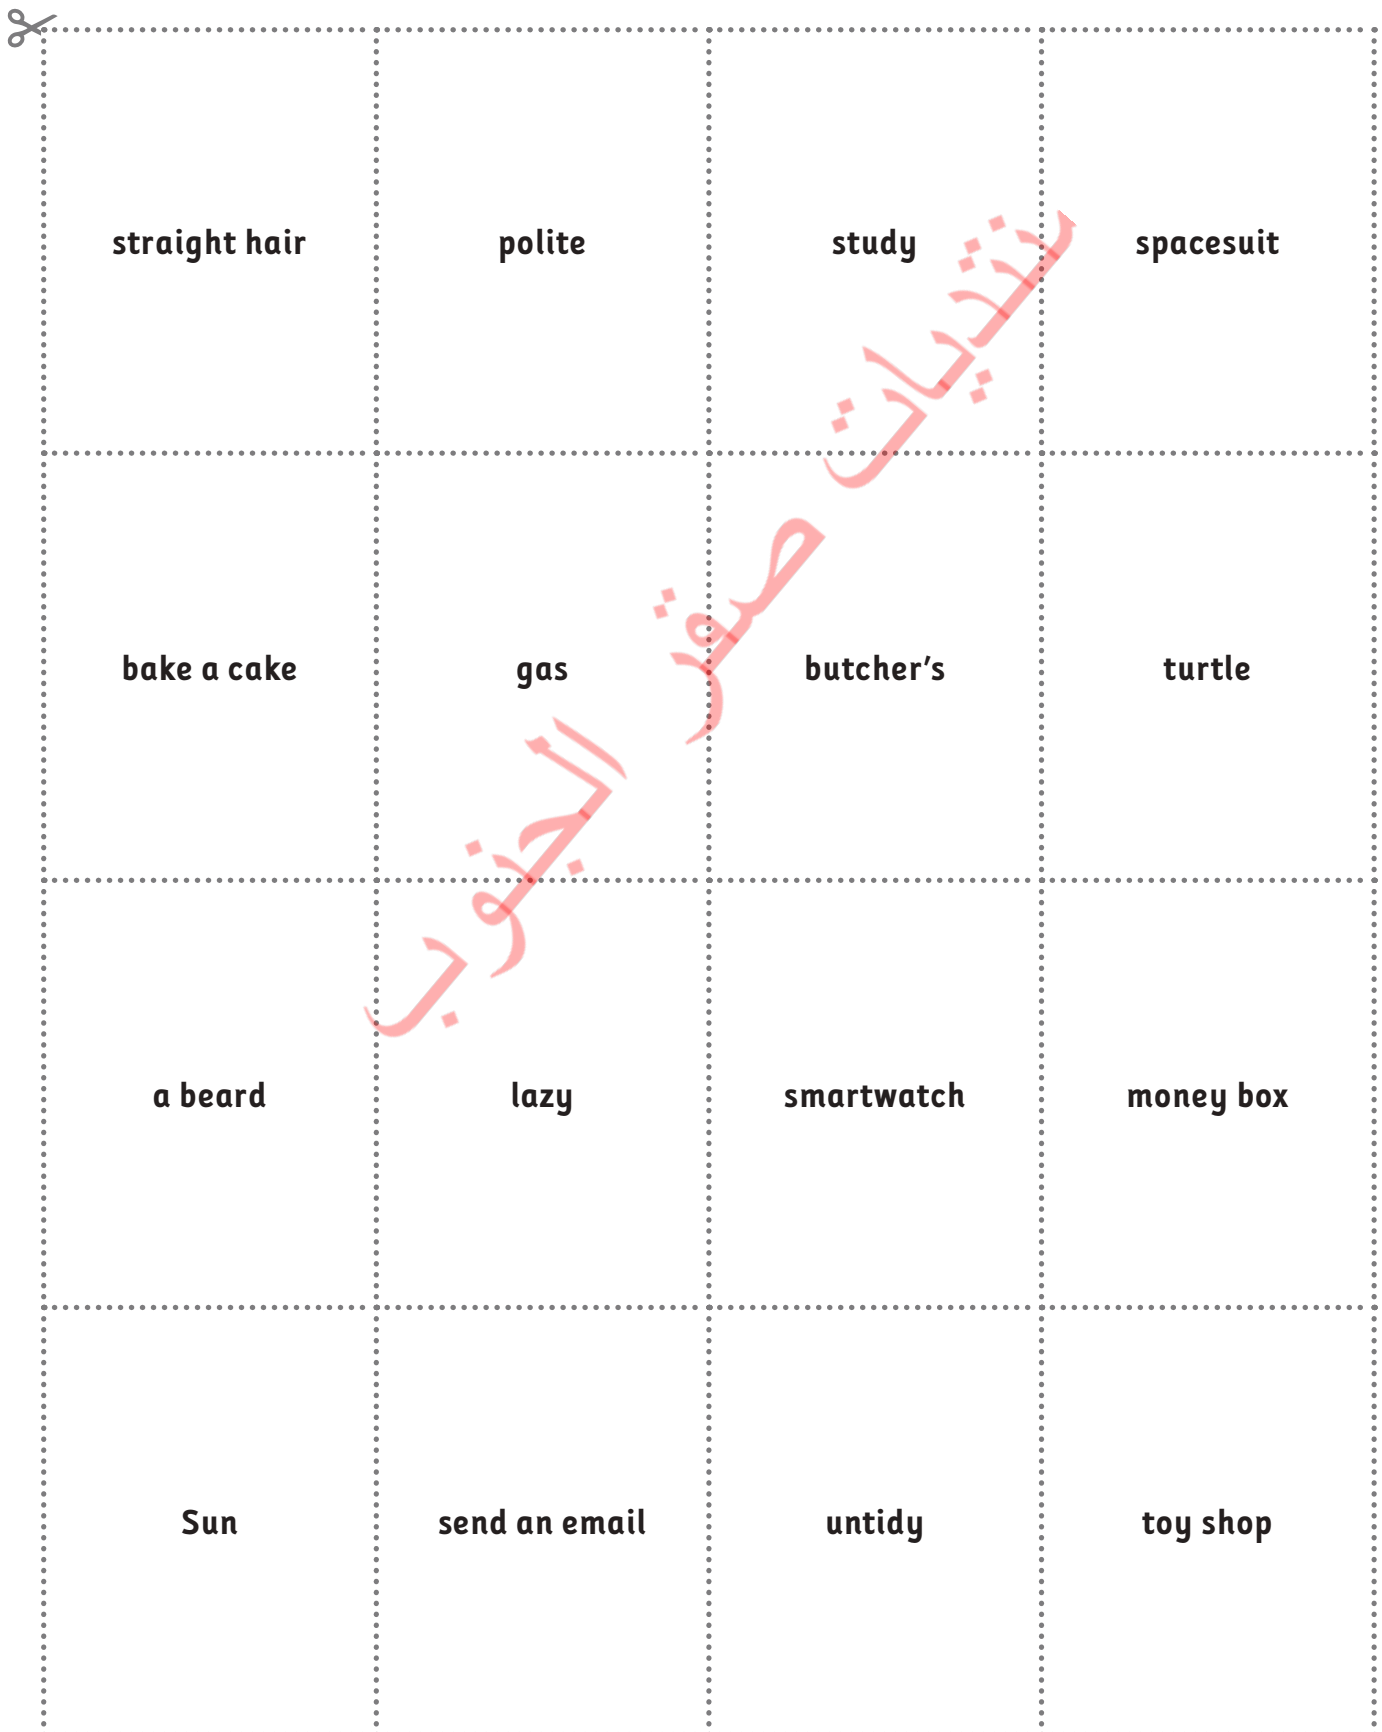 straight hair polite study spacesuit
bake a cake gas butcher's turtle
a beard lazy smartwatch money box
Sun send an email untidy toy shop
صقر الجنوب